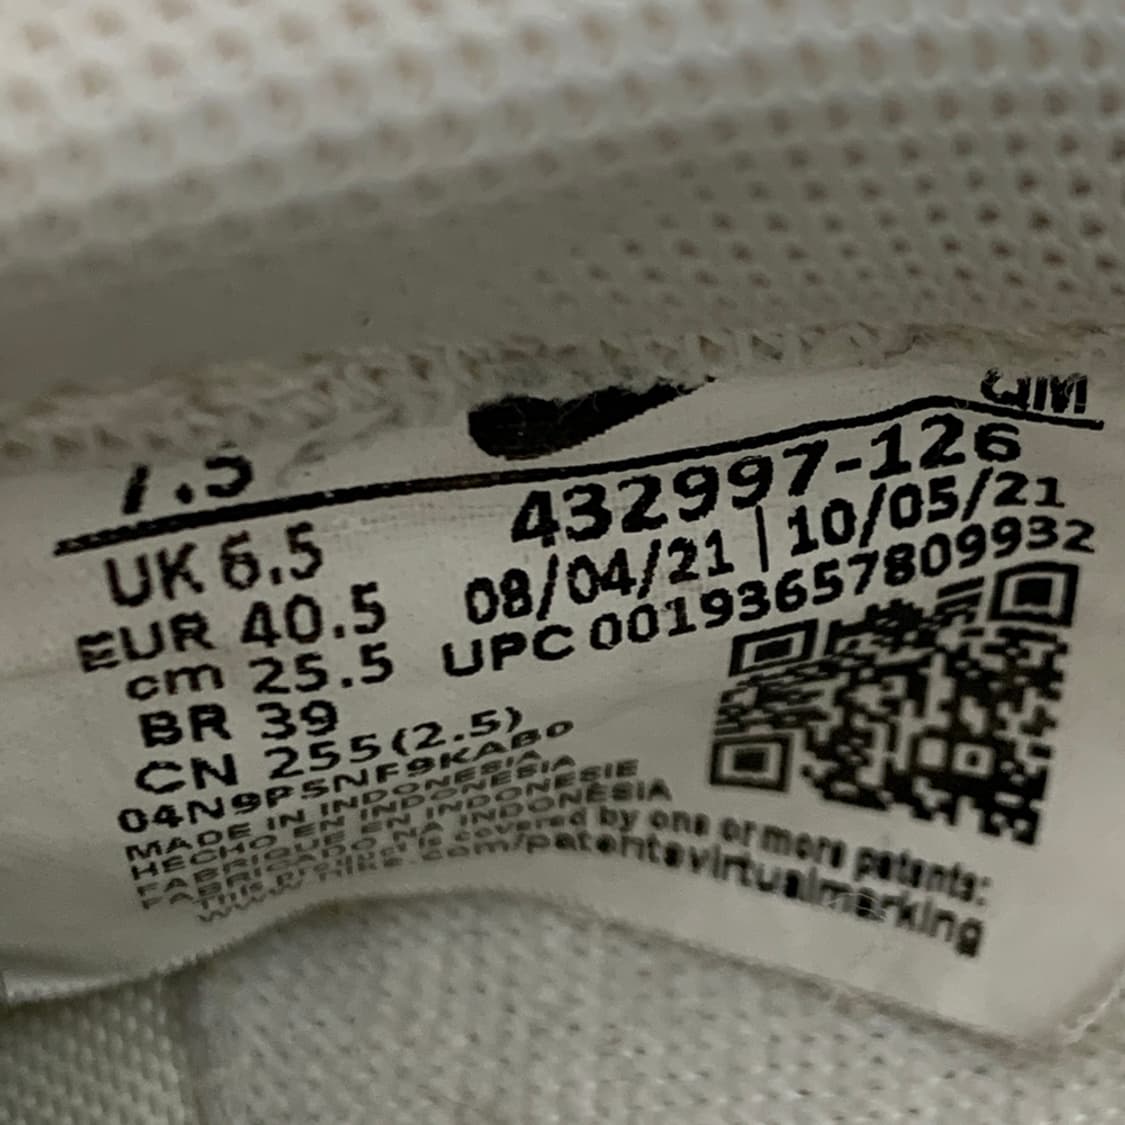 7.5 QM
UK 6.5 432997-126
EUR 40.5 08/04/21 | 10/05/21
cm 25.5 UPC 00193657809932
BR 39
CN 255(2.5)
04N9P5NF9KAB0
MADE IN INDONESIA
HECHO EN INDONESIA
FABRIQUE EN INDONESIE
FABRICADO NA INDONÉSIA
This product is covered by one or more patents:
www.nike.com/patentsvirtualmarking